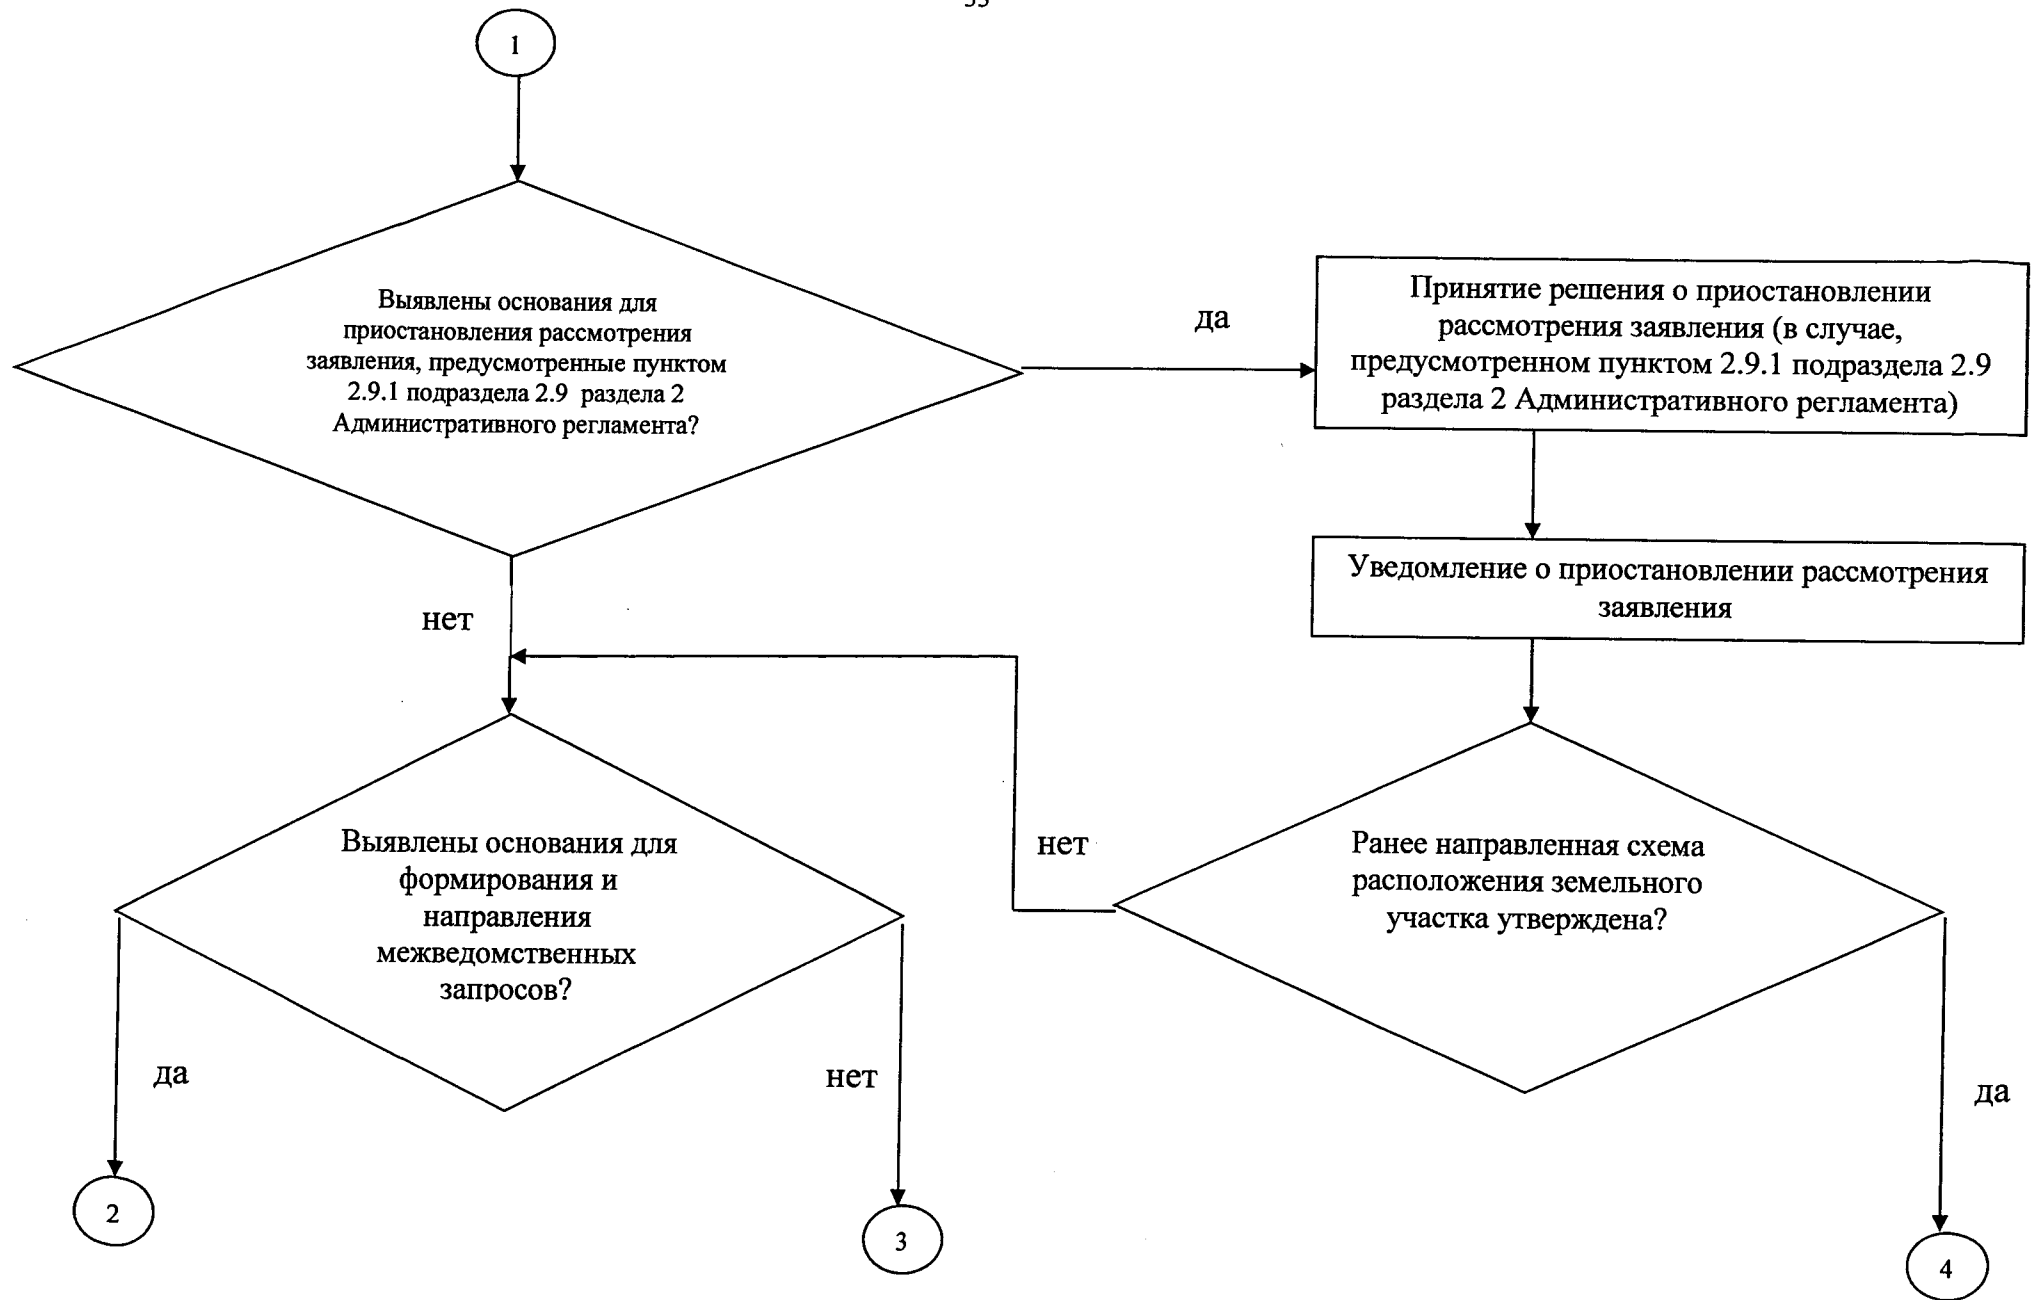 1
Выявлены основания для
приостановления рассмотрения
заявления, предусмотренные пунктом
2.9.1 подраздела 2.9 раздела 2
Административного регламента?
да
Принятие решения о приостановлении
рассмотрения заявления (в случае,
предусмотренном пунктом 2.9.1 подраздела 2.9
раздела 2 Административного регламента)
Уведомление о приостановлении рассмотрения
заявления
нет
Выявлены основания для
формирования и
направления
межведомственных
запросов?
нет
Ранее направленная схема
расположения земельного
участка утверждена?
да
нет
да
2
3
4